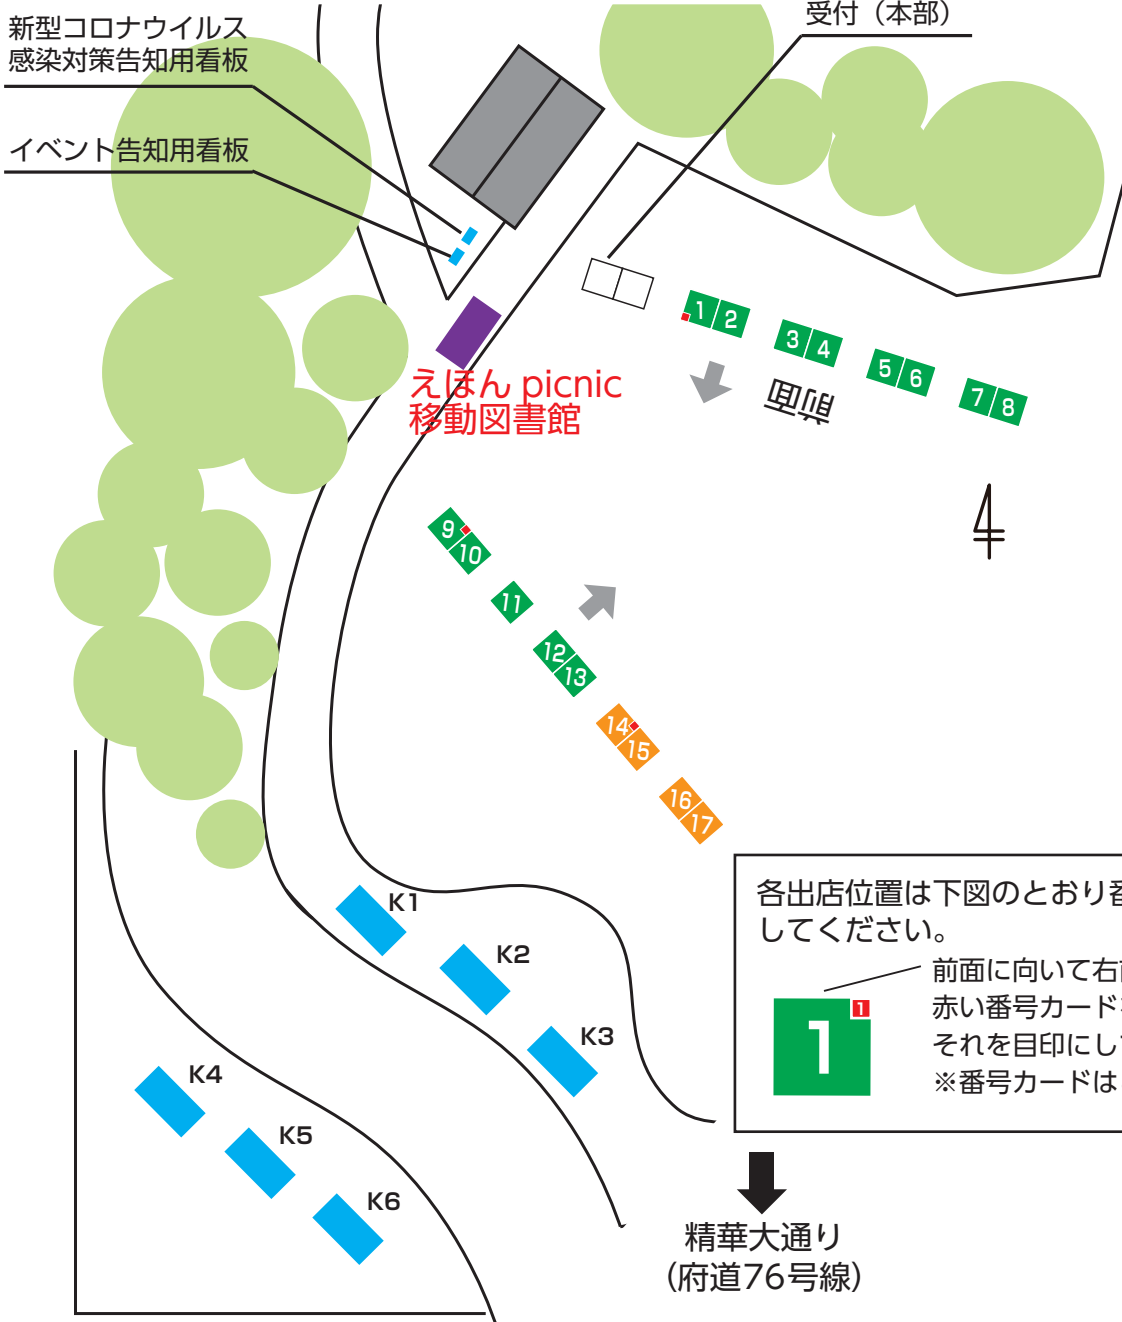 新型コロナウイルス
感染対策告知用看板
受付（本部）
イベント告知用看板
1 2
3 4
5 6
7 8
前面
えほん picnic
移動図書館
9
10
11
12
13
14
15
16
17
K1
K2
K3
K4
K5
K6
各出店位置は下図のとおり
してください。
前面に向いて右
赤い番号カード
それを目印にし
※番号カードは
1
1
精華大通り
（府道76号線）